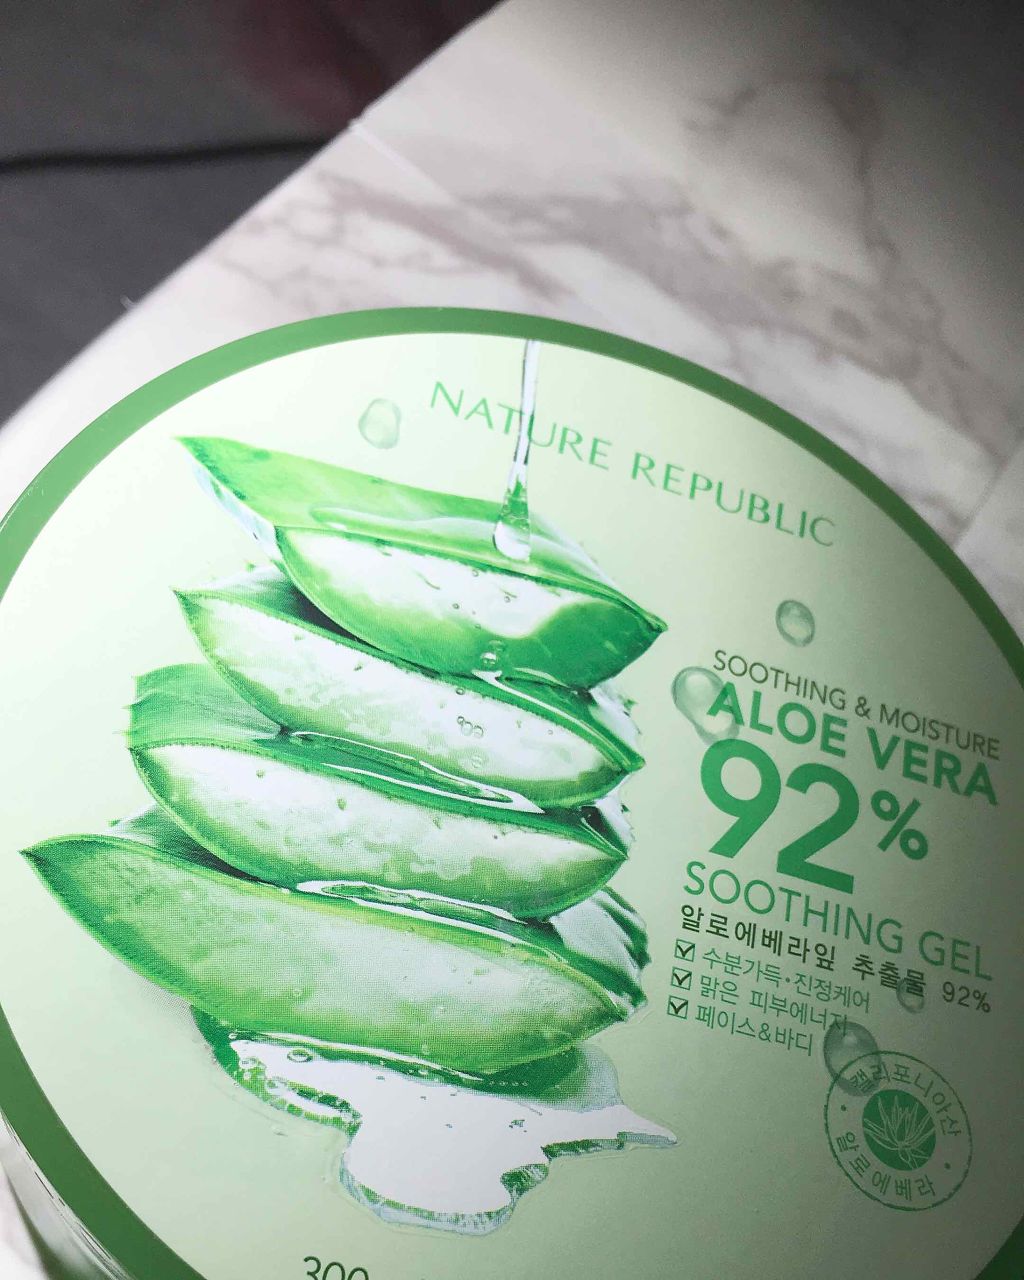 NATURE REPUBLIC
SOOTHING & MOISTURE
ALOE VERA
92%
SOOTHING GEL
알로에베라잎 추출물 92%
☑ 수분가득·진정케어
☑ 맑은 피부에너지
☑ 페이스&바디
캘리포니아산
· 알로에베라 ·
300